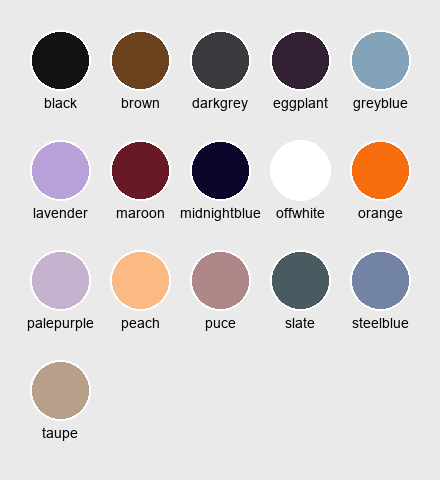 black brown darkgrey eggplant greyblue
lavender maroon midnightblue offwhite orange
palepurple peach puce slate steelblue
taupe